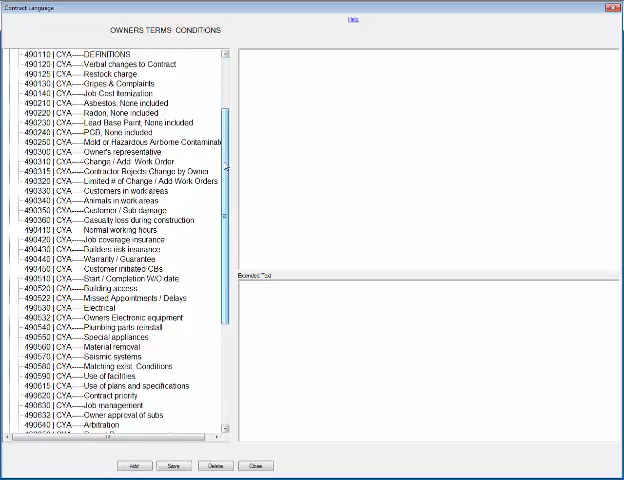 Contract Language
Help
OWNERS TERMS CONDITIONS
490110 | CYA-----DEFINITIONS
490120 | CYA-----Verbal changes to Contract
490125 | CYA-----Restock charge
490130 | CYA-----Gripes & Complaints
490140 | CYA-----Job Cost Itemization
490210 | CYA-----Asbestos, None included
490220 | CYA-----Radon, None included
490230 | CYA-----Lead Base Paint, None included
490240 | CYA-----PCB, None included
490250 | CYA-----Mold or Hazardous Airborne Contaminate
490300 | CYA-----Owner's representative
490310 | CYA-----Change / Add Work Order
490315 | CYA-----Contractor Rejects Change by Owner
490320 | CYA-----Limited # of Change / Add Work Orders
490330 | CYA-----Customers in work areas
490340 | CYA-----Animals in work areas
490350 | CYA-----Customer / Sub damage
490360 | CYA-----Casualty loss during construction
490410 | CYA-----Normal working hours
490420 | CYA-----Job coverage insurance
490430 | CYA-----Builders risk insurance
490440 | CYA-----Warranty / Guarantee
490450 | CYA-----Customer initiated CBs
490510 | CYA-----Start / Completion W/O date
490520 | CYA-----Building access
490522 | CYA-----Missed Appointments / Delays
490530 | CYA-----Electrical
490532 | CYA-----Owners Electronic equipment
490540 | CYA-----Plumbing parts reinstall
490550 | CYA-----Special appliances
490560 | CYA-----Material removal
490570 | CYA-----Seismic systems
490580 | CYA-----Matching exist. Conditions
490590 | CYA-----Use of facilities
490615 | CYA-----Use of plans and specifications
490620 | CYA-----Contract priority
490630 | CYA-----Job management
490632 | CYA-----Owner approval of subs
490640 | CYA-----Arbitration
Extended Text
Add
Save
Delete
Close